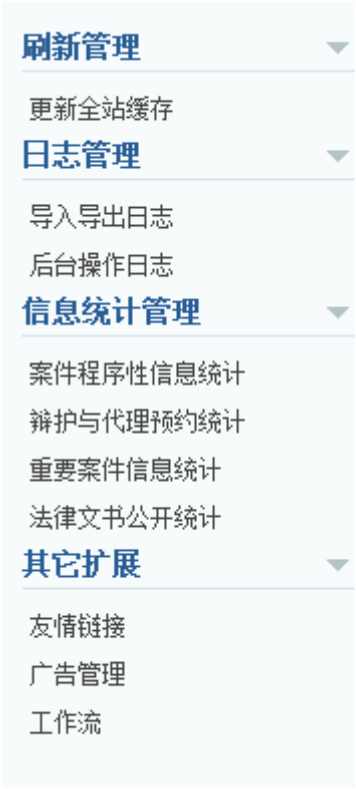 刷新管理
更新全站缓存
日志管理
导入导出日志
后台操作日志
信息统计管理
案件程序性信息统计
辩护与代理预约统计
重要案件信息统计
法律文书公开统计
其它扩展
友情链接
广告管理
工作流